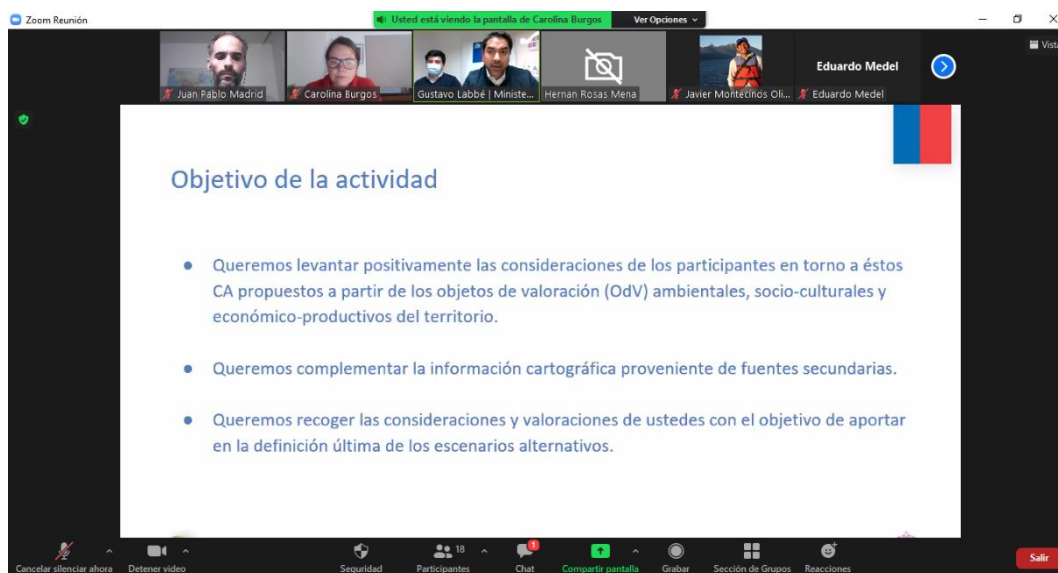 Zoom Reunión
Usted está viendo la pantalla de Carolina Burgos
Ver Opciones
Vista
Juan Pablo Madrid
Carolina Burgos
Gustavo Labbé | Ministe...
Hernan Rosas Mena
Javier Montecinos Oli...
Eduardo Medel
Eduardo Medel
Objetivo de la actividad
Queremos levantar positivamente las consideraciones de los participantes en torno a éstos
CA propuestos a partir de los objetos de valoración (OdV) ambientales, socio-culturales y
económico-productivos del territorio.
Queremos complementar la información cartográfica proveniente de fuentes secundarias.
Queremos recoger las consideraciones y valoraciones de ustedes con el objetivo de aportar
en la definición última de los escenarios alternativos.
18
1
Cancelar silenciar ahora
Detener video
Seguridad
Participantes
Chat
Compartir pantalla
Grabar
Sección de Grupos
Reacciones
Salir